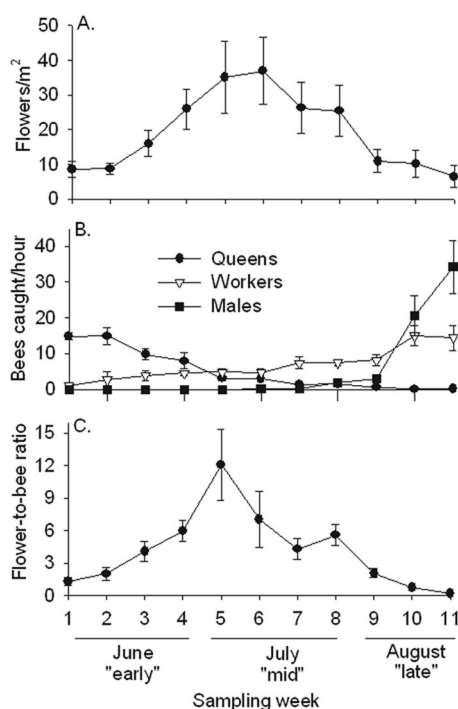 A.
Flowers/m²
50
40
30
20
10
0
B.
Bees caught/hour
40
30
20
10
0
Queens
Workers
Males
C.
Flower-to-bee ratio
15
12
9
6
3
0
1 2 3 4 5 6 7 8 9 10 11
June July August
"early" "mid" "late"
Sampling week